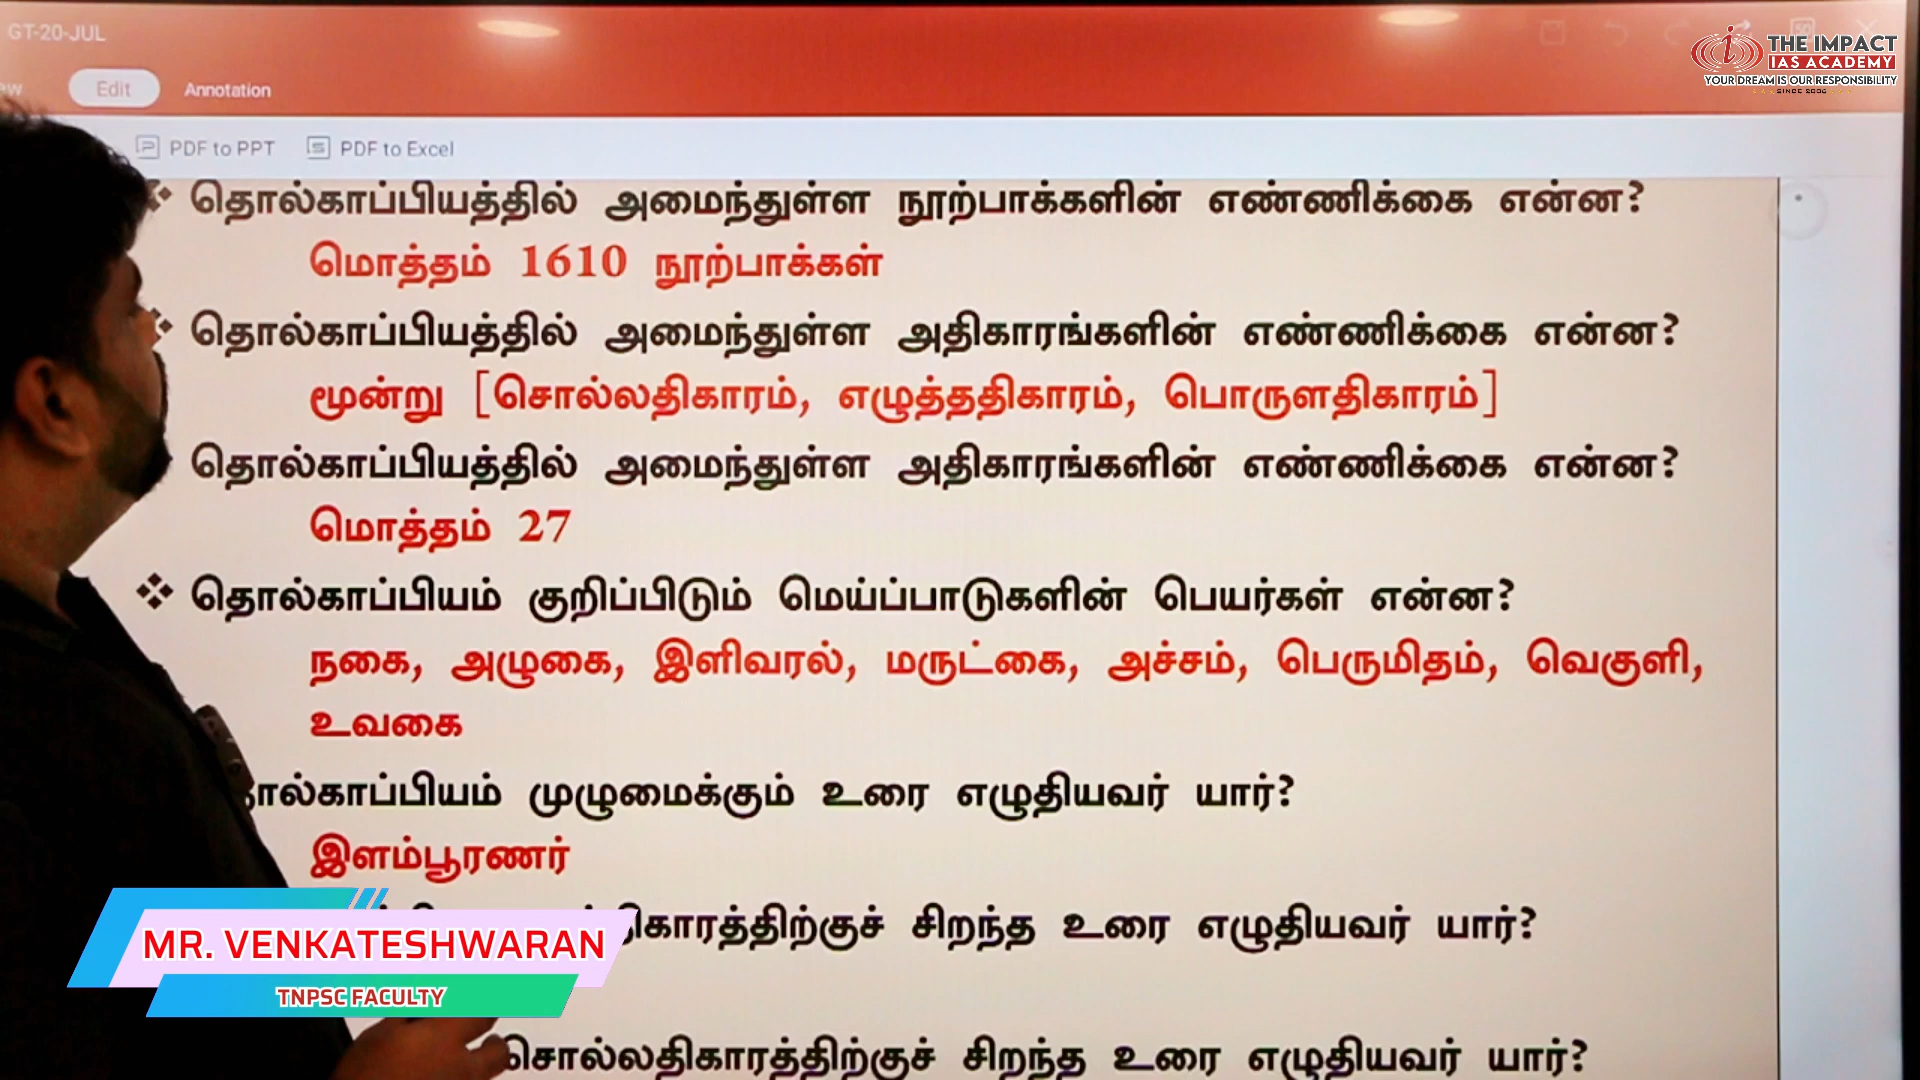 GT-20-JUL
THE IMPACT
IAS ACADEMY
YOUR DREAM IS OUR RESPONSIBILITY
SINCE 2006
Edit Annotation
PDF to PPT PDF to Excel
❖ தொல்காப்பியத்தில் அமைந்துள்ள நூற்பாக்களின் எண்ணிக்கை என்ன?
மொத்தம் 1610 நூற்பாக்கள்
❖ தொல்காப்பியத்தில் அமைந்துள்ள அதிகாரங்களின் எண்ணிக்கை என்ன?
மூன்று [சொல்லதிகாரம், எழுத்ததிகாரம், பொருளதிகாரம்]
தொல்காப்பியத்தில் அமைந்துள்ள அதிகாரங்களின் எண்ணிக்கை என்ன?
மொத்தம் 27
❖ தொல்காப்பியம் குறிப்பிடும் மெய்ப்பாடுகளின் பெயர்கள் என்ன?
நகை, அழுகை, இளிவரல், மருட்கை, அச்சம், பெருமிதம், வெகுளி,
உவகை
முழுமைக்கும் உரை எழுதியவர் யார்?
இளம்பூரணர்
சிறந்த உரை எழுதியவர் யார்?
MR. VENKATESHWARAN
TNPSC FACULTY
சொல்லதிகாரத்திற்குச் சிறந்த உரை எழுதியவர் யார்?